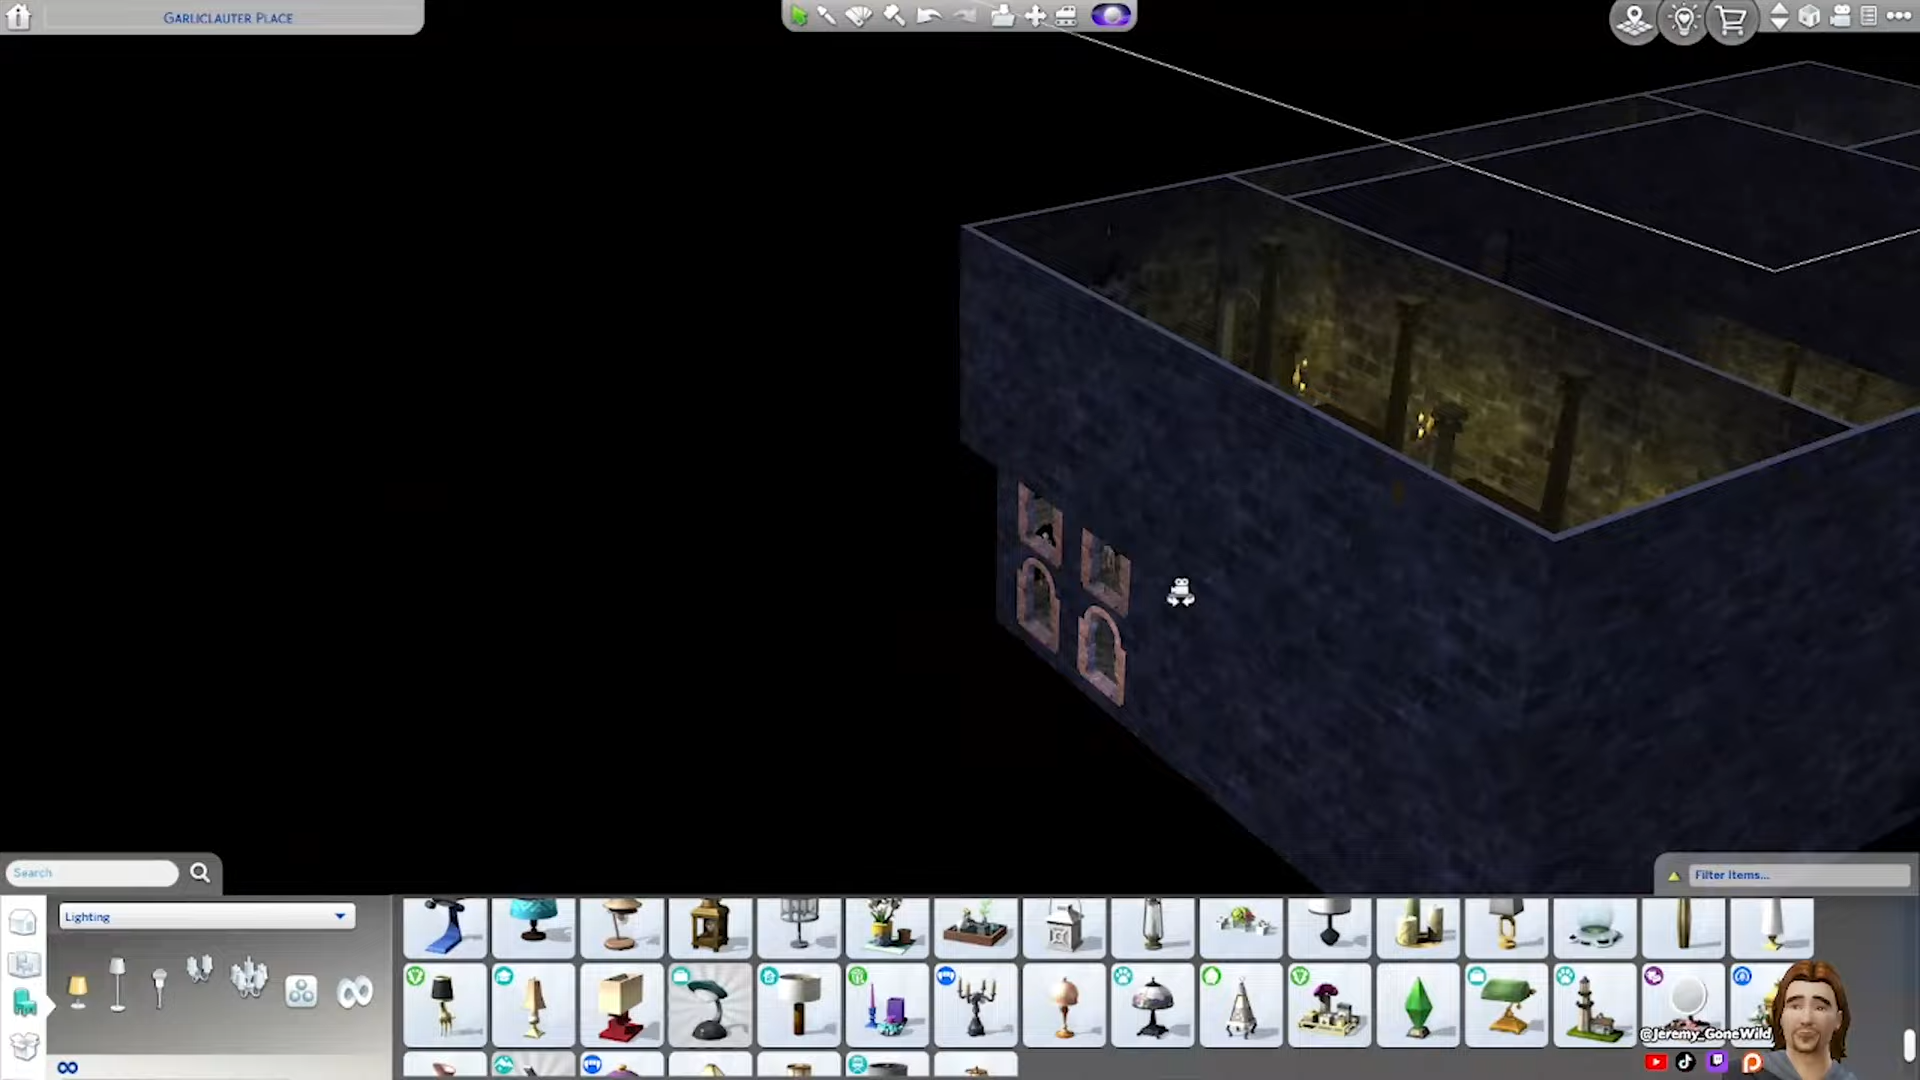 Garliclauter Place
Search
Filter Items...
Lighting
@Jeremy_GoneWild